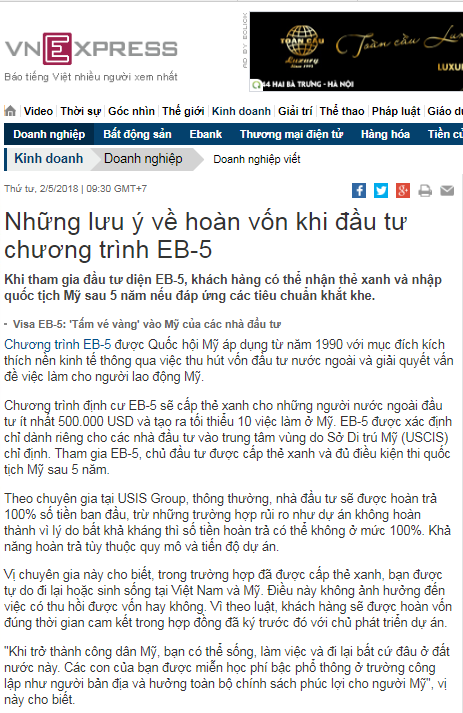 VNEXPRESS
Báo tiếng Việt nhiều người xem nhất
AD BY ECLICK
TOÀN CẦU
Luxury
Toàn cầu Lux
LUXU
44 HAI BÀ TRƯNG - HÀ NỘI
Video Thời sự Góc nhìn Thế giới Kinh doanh Giải trí Thể thao Pháp luật Giáo dụ
Doanh nghiệp Bất động sản Ebank Thương mại điện tử Hàng hóa Tiền củ
Kinh doanh Doanh nghiệp Doanh nghiệp viết
Thứ tư, 2/5/2018 | 09:30 GMT+7
Những lưu ý về hoàn vốn khi đầu tư
chương trình EB-5
Khi tham gia đầu tư diện EB-5, khách hàng có thể nhận thẻ xanh và nhập
quốc tịch Mỹ sau 5 năm nếu đáp ứng các tiêu chuẩn khắt khe.
Visa EB-5: 'Tấm vé vàng' vào Mỹ của các nhà đầu tư
Chương trình EB-5 được Quốc hội Mỹ áp dụng từ năm 1990 với mục đích kích
thích nền kinh tế thông qua việc thu hút vốn đầu tư nước ngoài và giải quyết vấn
đề việc làm cho người lao động Mỹ.
Chương trình định cư EB-5 sẽ cấp thẻ xanh cho những người nước ngoài đầu
tư ít nhất 500.000 USD và tạo ra tối thiểu 10 việc làm ở Mỹ. EB-5 được xác định
chỉ dành riêng cho các nhà đầu tư vào trung tâm vùng do Sở Di trú Mỹ (USCIS)
chỉ định. Tham gia EB-5, chủ đầu tư được cấp thẻ xanh và đủ điều kiện thi quốc
tịch Mỹ sau 5 năm.
Theo chuyên gia tại USIS Group, thông thường, nhà đầu tư sẽ được hoàn trả
100% số tiền ban đầu, trừ những trường hợp rủi ro như dự án không hoàn
thành vì lý do bất khả kháng thì số tiền hoàn trả có thể không ở mức 100%. Khả
năng hoàn trả tùy thuộc quy mô và tiến độ dự án.
Vị chuyên gia này cho biết, trong trường hợp đã được cấp thẻ xanh, bạn được
tự do đi lại hoặc sinh sống tại Việt Nam và Mỹ. Điều này không ảnh hưởng đến
việc có thu hồi được vốn hay không. Vì theo luật, khách hàng sẽ được hoàn vốn
đúng thời gian cam kết trong hợp đồng đã ký trước đó với chủ phát triển dự án.
"Khi trở thành công dân Mỹ, bạn có thể sống, làm việc và đi lại bất cứ đâu ở đất
nước này. Các con của bạn được miễn học phí bậc phổ thông ở trường công
lập như người bản địa và hưởng toàn bộ chính sách phúc lợi cho người Mỹ", vị
này cho biết.